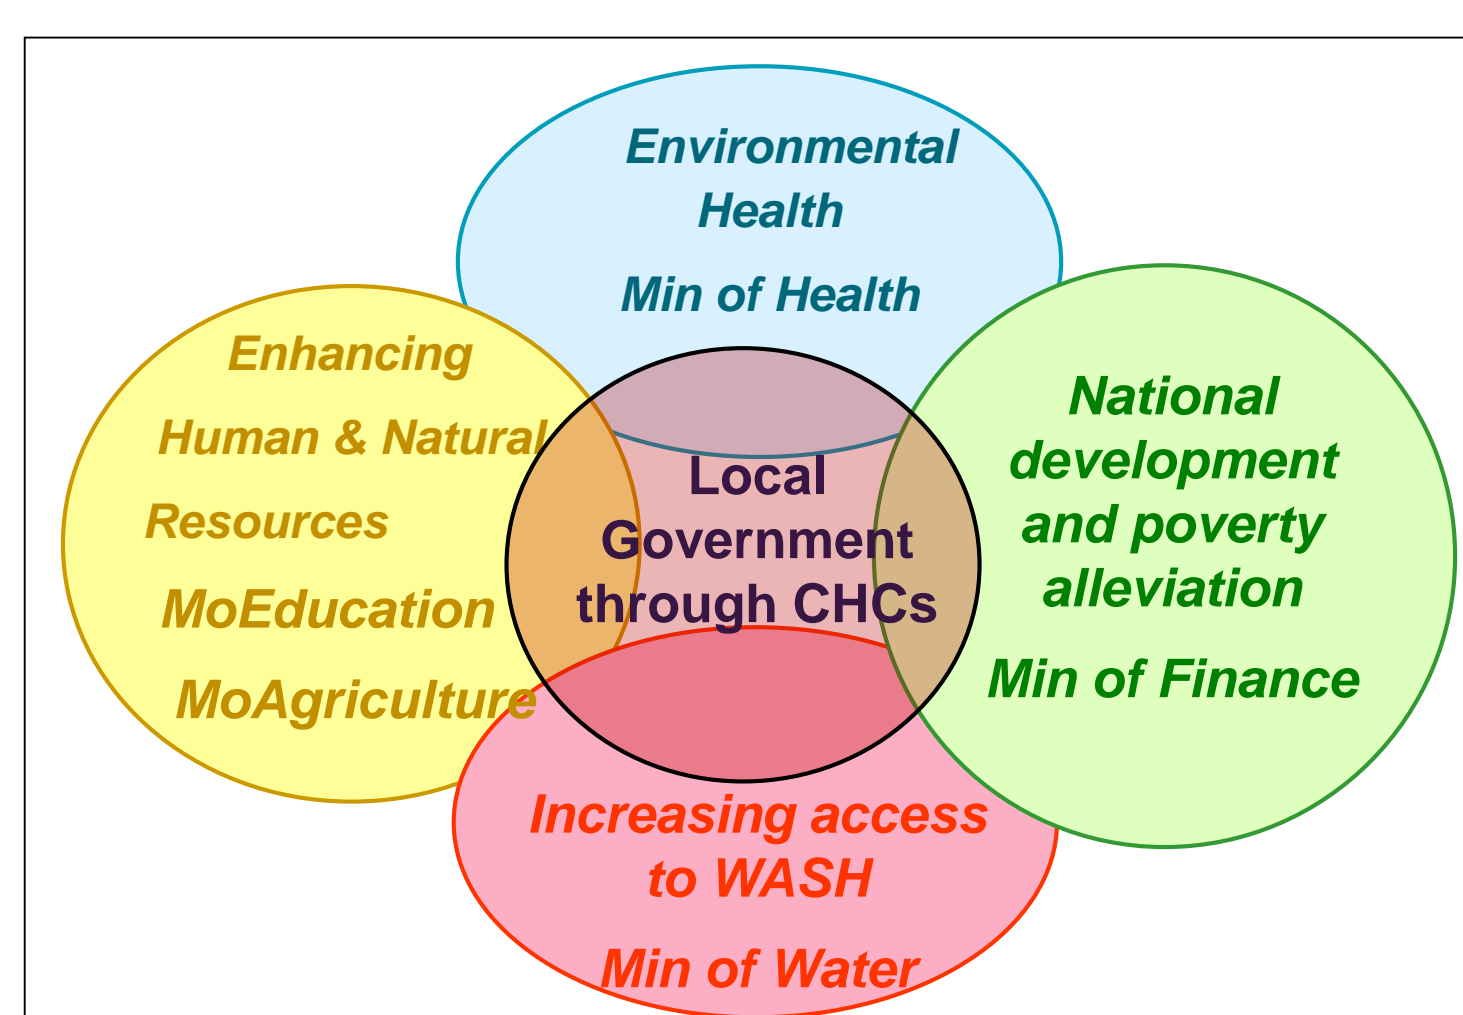 Environmental
Health
Min of Health
Enhancing
Human & Natural
Resources
MoEducation
MoAgriculture
Local
Government
through CHCs
National
development
and poverty
alleviation
Min of Finance
Increasing access
to WASH
Min of Water